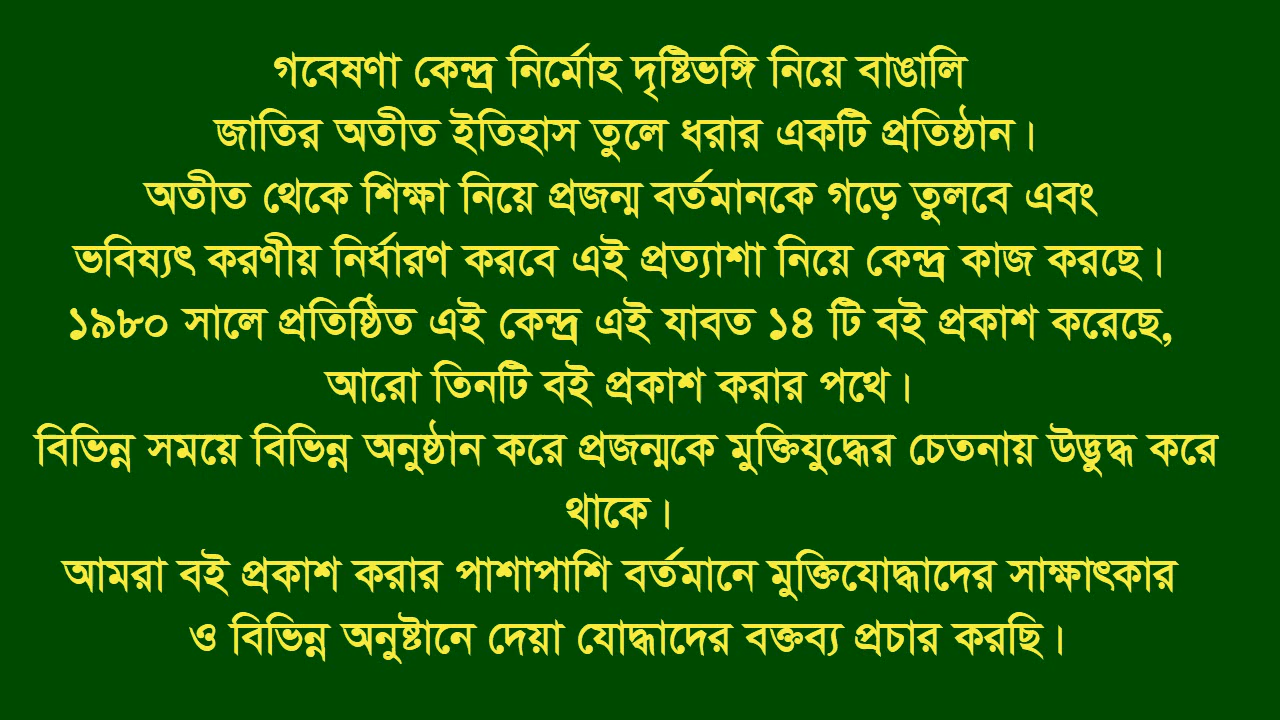 গবেষণা কেন্দ্র নির্মোহ দৃষ্টিভঙ্গি নিয়ে বাঙালি
জাতির অতীত ইতিহাস তুলে ধরার একটি প্রতিষ্ঠান।
অতীত থেকে শিক্ষা নিয়ে প্রজন্ম বর্তমানকে গড়ে তুলবে এবং
ভবিষ্যৎ করণীয় নির্ধারণ করবে এই প্রত্যাশা নিয়ে কেন্দ্র কাজ করছে।
১৯৮০ সালে প্রতিষ্ঠিত এই কেন্দ্র এই যাবত ১৪ টি বই প্রকাশ করেছে,
আরো তিনটি বই প্রকাশ করার পথে।
বিভিন্ন সময়ে বিভিন্ন অনুষ্ঠান করে প্রজন্মকে মুক্তিযুদ্ধের চেতনায় উদ্ভুদ্ধ করে
থাকে।
আমরা বই প্রকাশ করার পাশাপাশি বর্তমানে মুক্তিযোদ্ধাদের সাক্ষাৎকার
ও বিভিন্ন অনুষ্টানে দেয়া যোদ্ধাদের বক্তব্য প্রচার করছি।